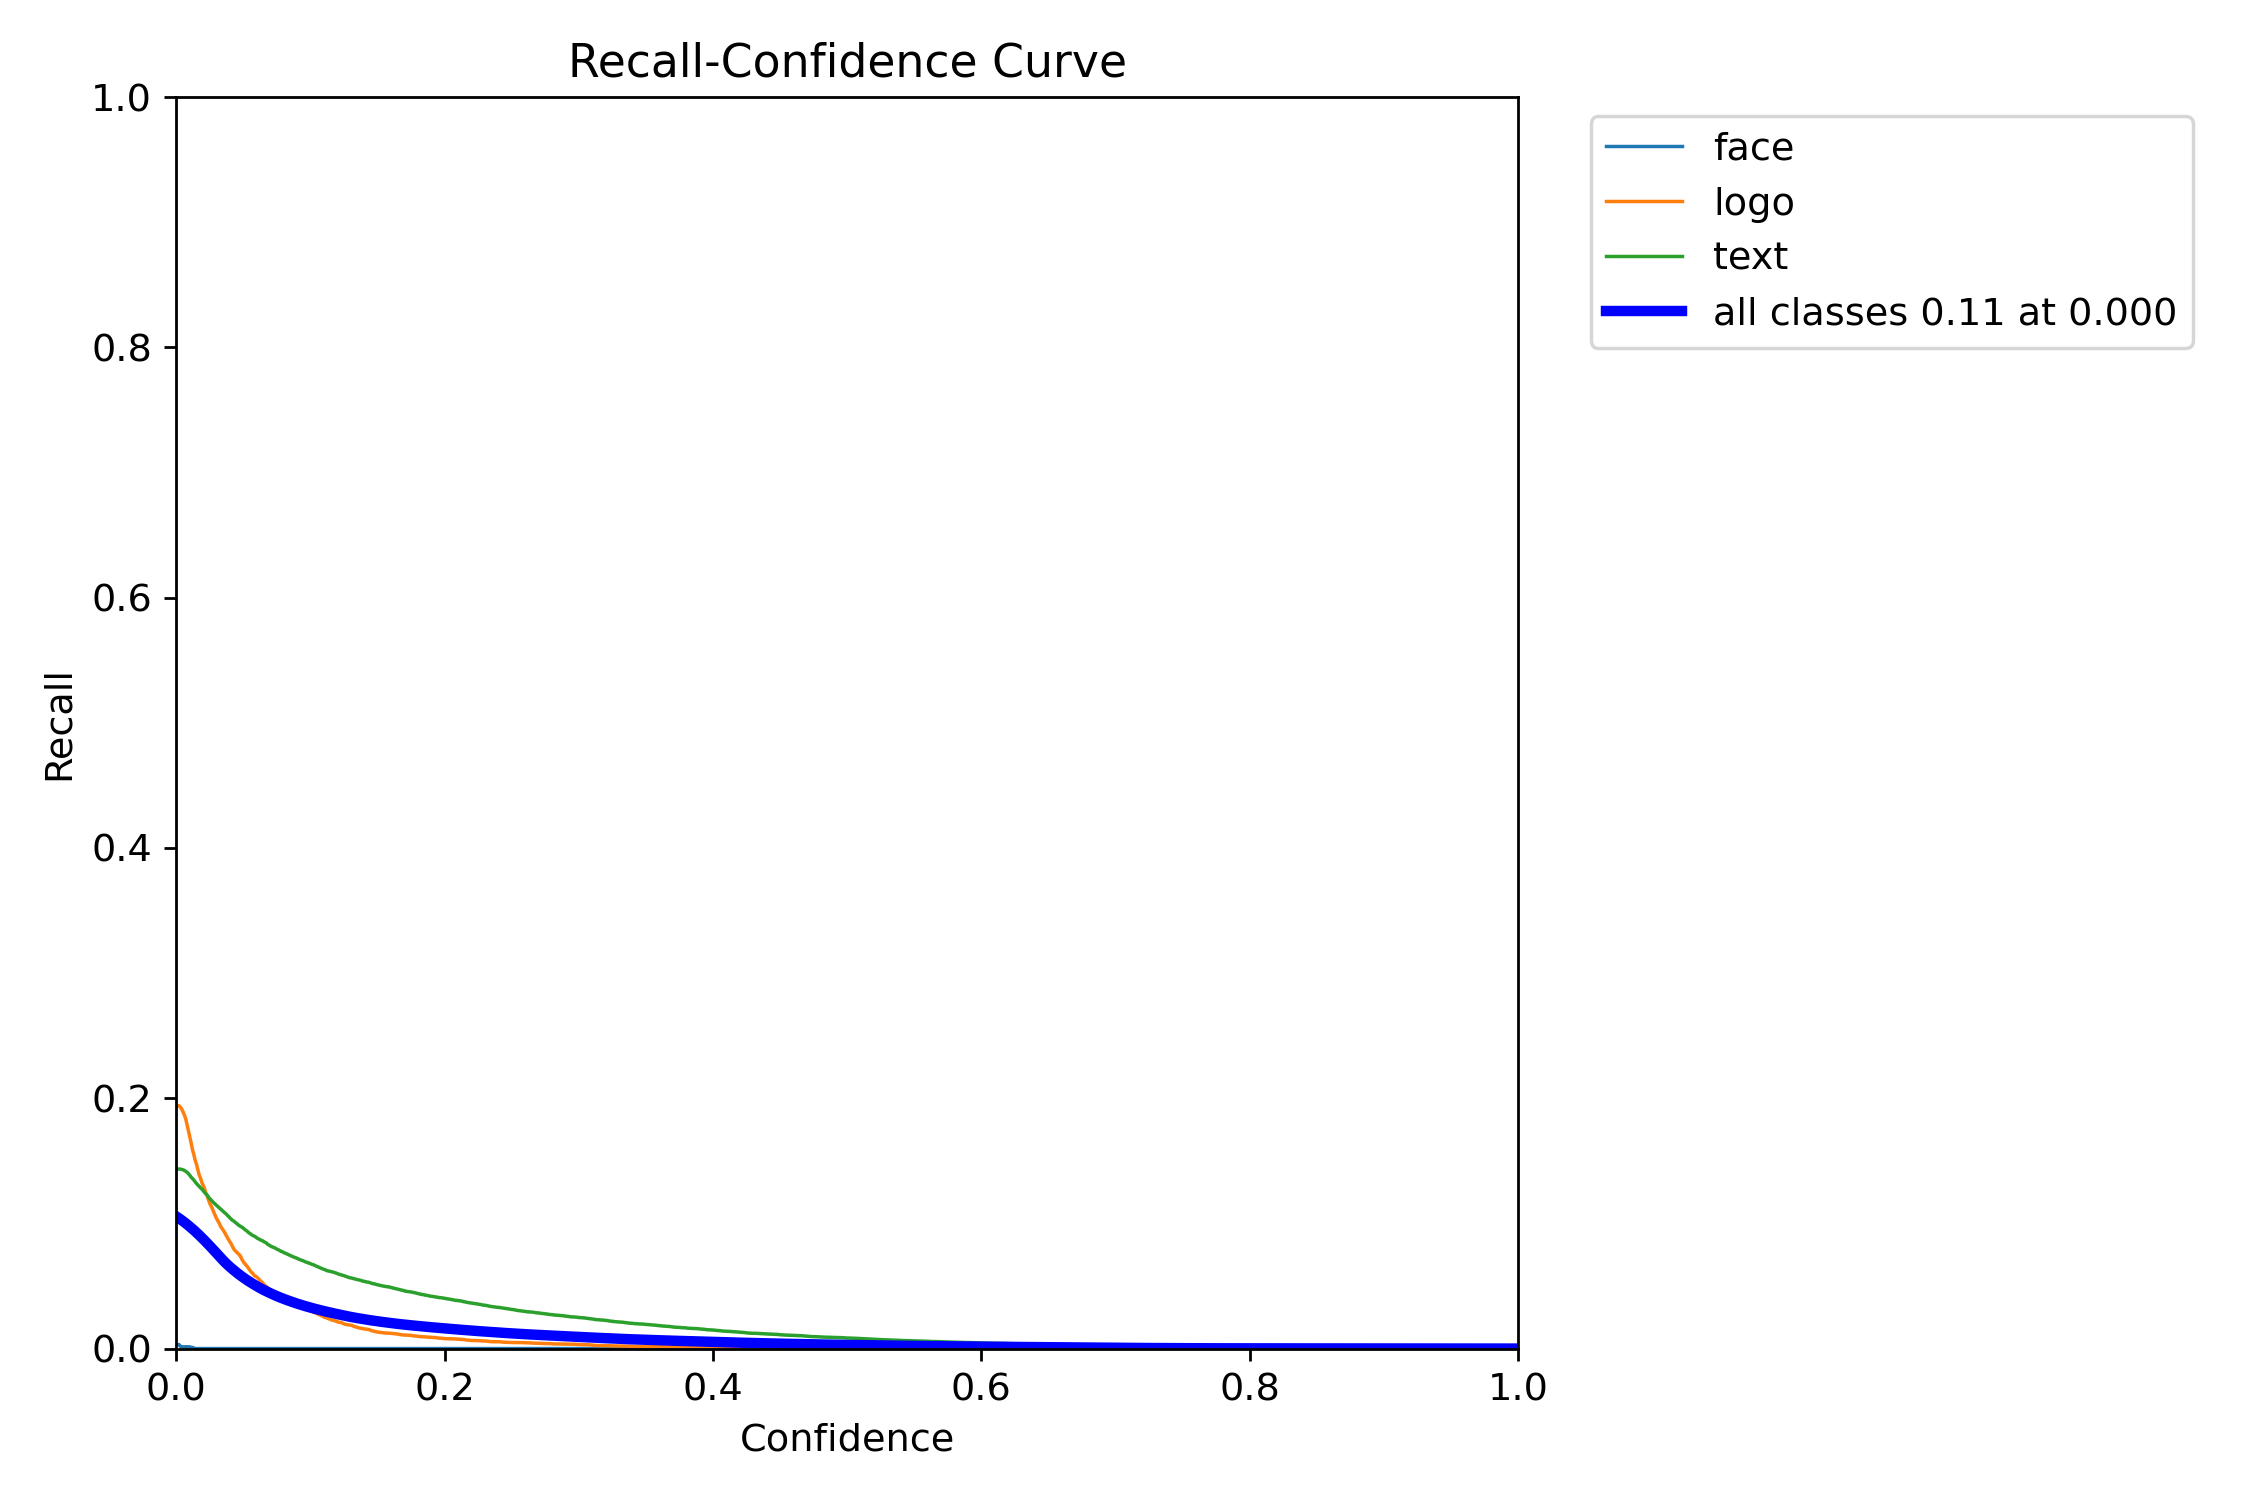 Recall-Confidence Curve
1.0
0.8
0.6
0.4
0.2
0.0
Recall
0.0 0.2 0.4 0.6 0.8 1.0
Confidence
face
logo
text
all classes 0.11 at 0.000